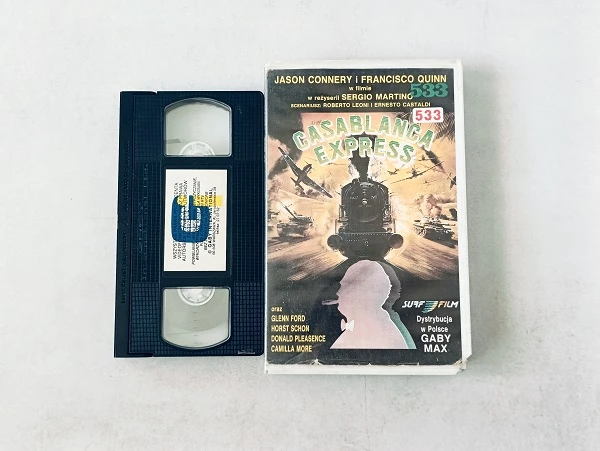 JASON CONNERY i FRANCISCO QUINN
w filmie
w reżyserii SERGIO MARTINO
533
SCENARIUSZ: ROBERTO LEONI i ERNESTO CASTALDI
533
CASABLANCA
EXPRESS
oraz
GLENN FORD
HORST SCHON
DONALD PLEASENCE
CAMILLA MORE
SURF FILM
Dystrybucja
w Polsce
GABY
MAX